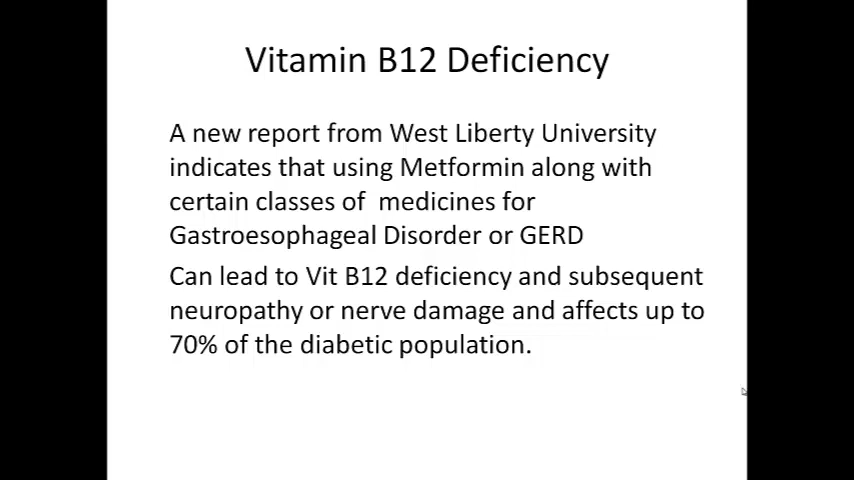 Vitamin B12 Deficiency
A new report from West Liberty University
indicates that using Metformin along with
certain classes of  medicines for
Gastroesophageal Disorder or GERD
Can lead to Vit B12 deficiency and subsequent
neuropathy or nerve damage and affects up to
70% of the diabetic population.